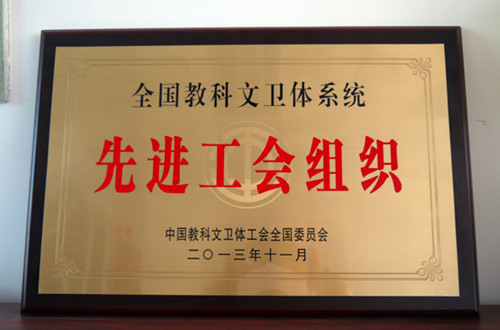 全国教科文卫体系统
先进工会组织
中国教科文卫体工会全国委员会
二〇一三年十一月